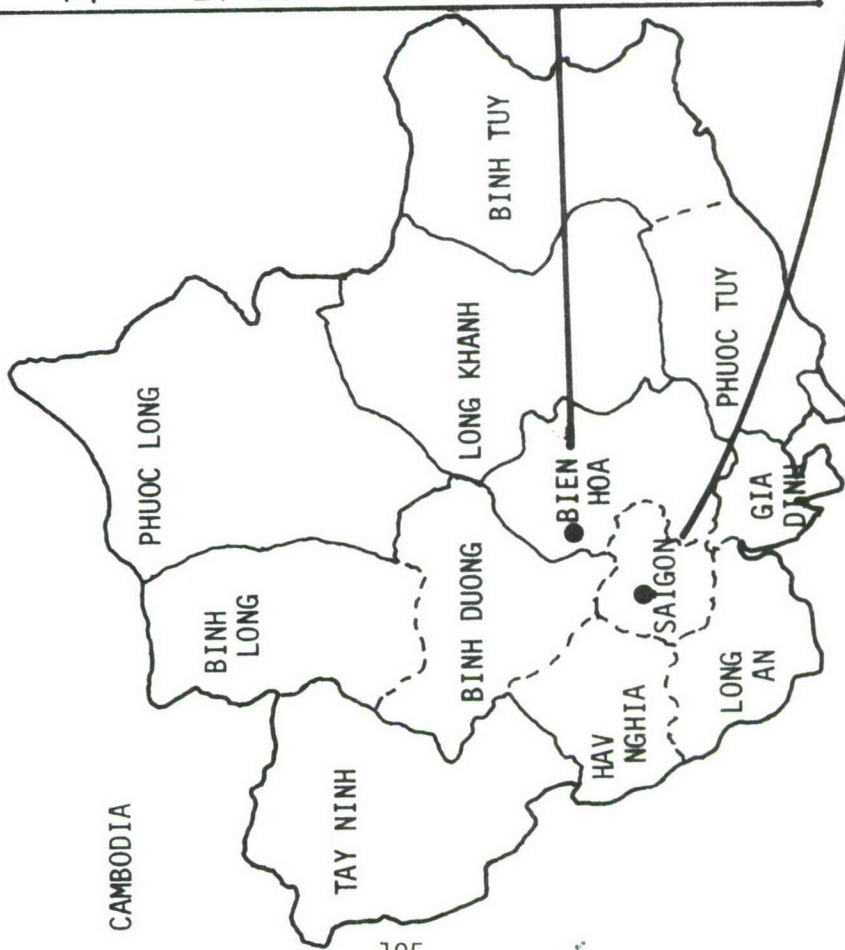 CAMBODIA
PHUOC LONG
BINH
LONG
TAY NINH
BINH TUY
LONG KHANH
BINH DUONG
BIEN
HOA
PHUOC TUY
HAV
NGHIA
SAIGON
LONG
AN
GIA
DINH
105